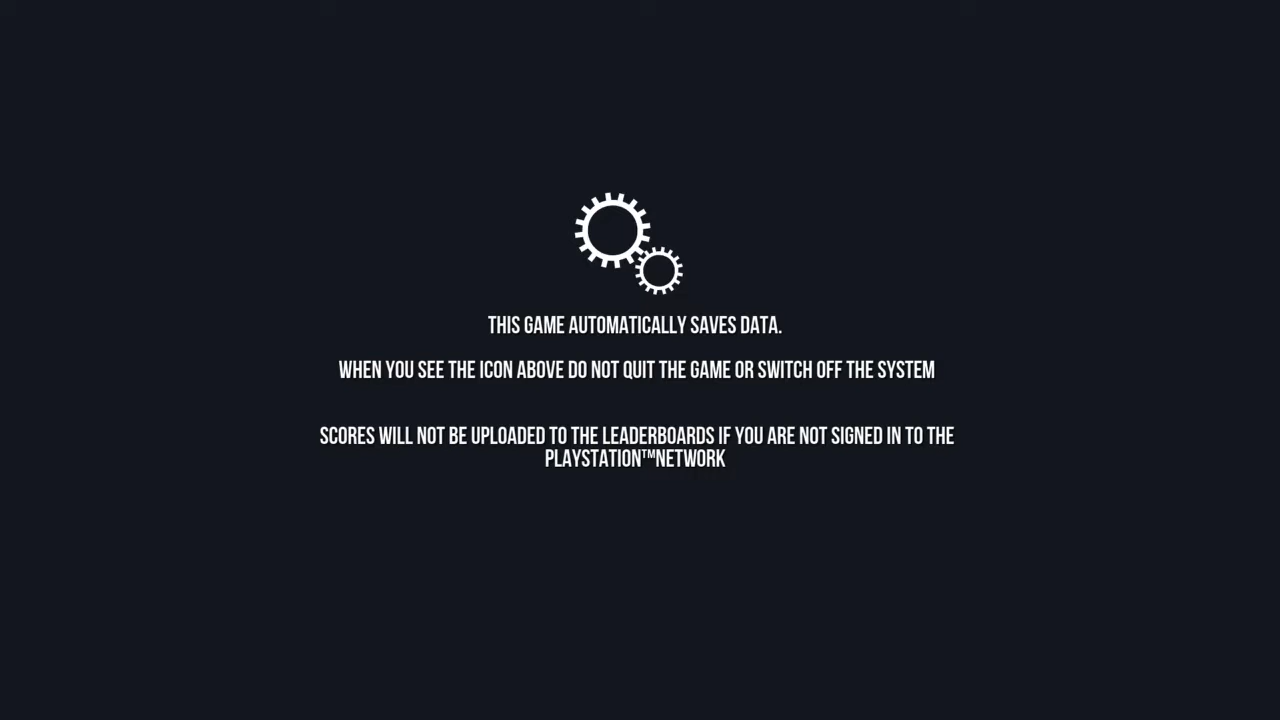 THIS GAME AUTOMATICALLY SAVES DATA.
WHEN YOU SEE THE ICON ABOVE DO NOT QUIT THE GAME OR SWITCH OFF THE SYSTEM
SCORES WILL NOT BE UPLOADED TO THE LEADERBOARDS IF YOU ARE NOT SIGNED IN TO THE
PLAYSTATION™NETWORK